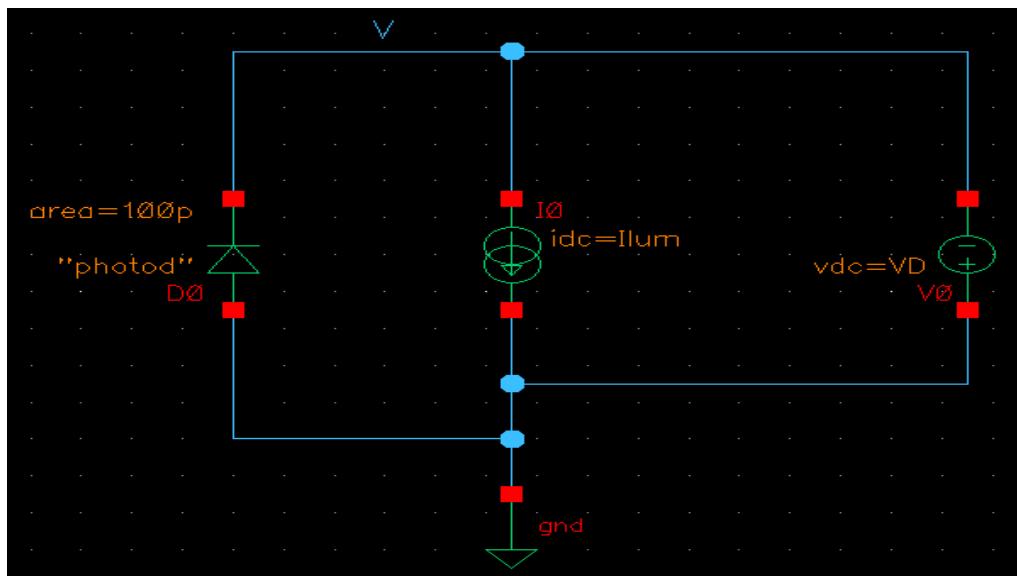 V
area=100p
I0
idc=Ilum
"photod"
vdc=VD
D0
V0
gnd